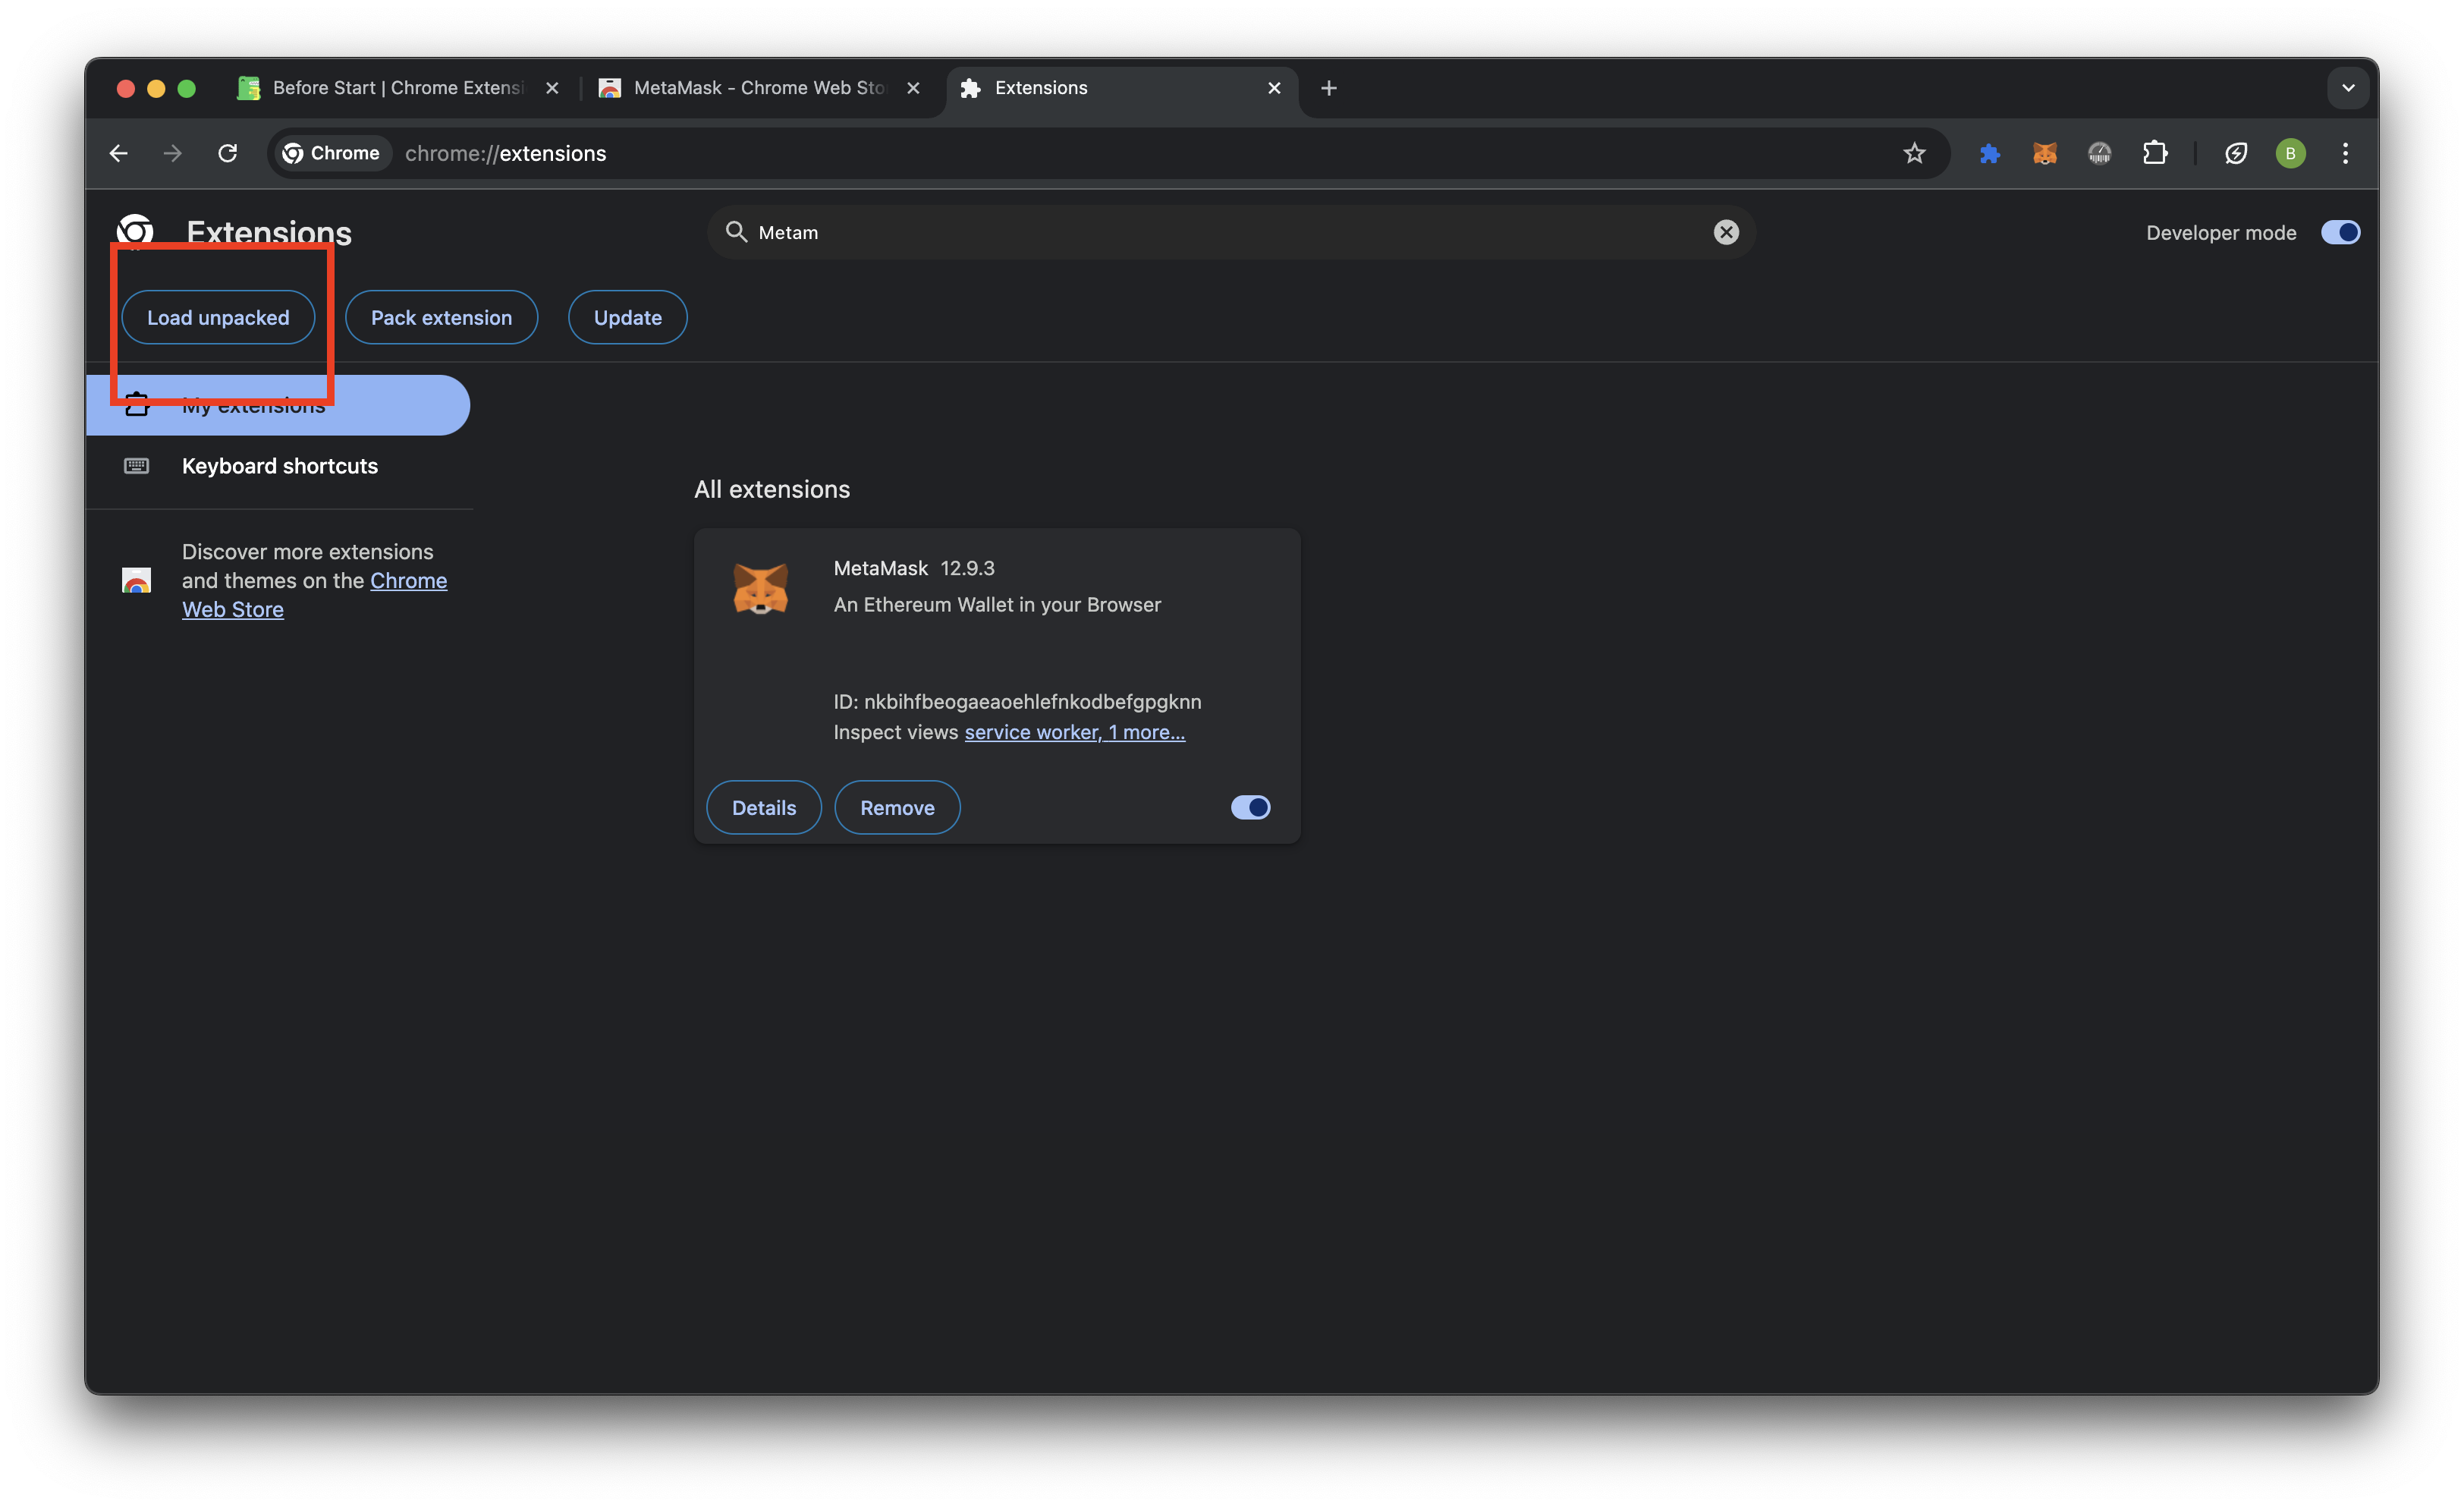 Before Start | Chrome Extensi
MetaMask - Chrome Web Sto
Extensions
Chrome
chrome://extensions
B
Extensions
Metam
Developer mode
Load unpacked
Pack extension
Update
My extensions
Keyboard shortcuts
Discover more extensions
and themes on the Chrome
Web Store
All extensions
MetaMask 12.9.3
An Ethereum Wallet in your Browser
ID: nkbihfbeogaeaoehlefnkodbefgpgknn
Inspect views service worker, 1 more...
Details
Remove